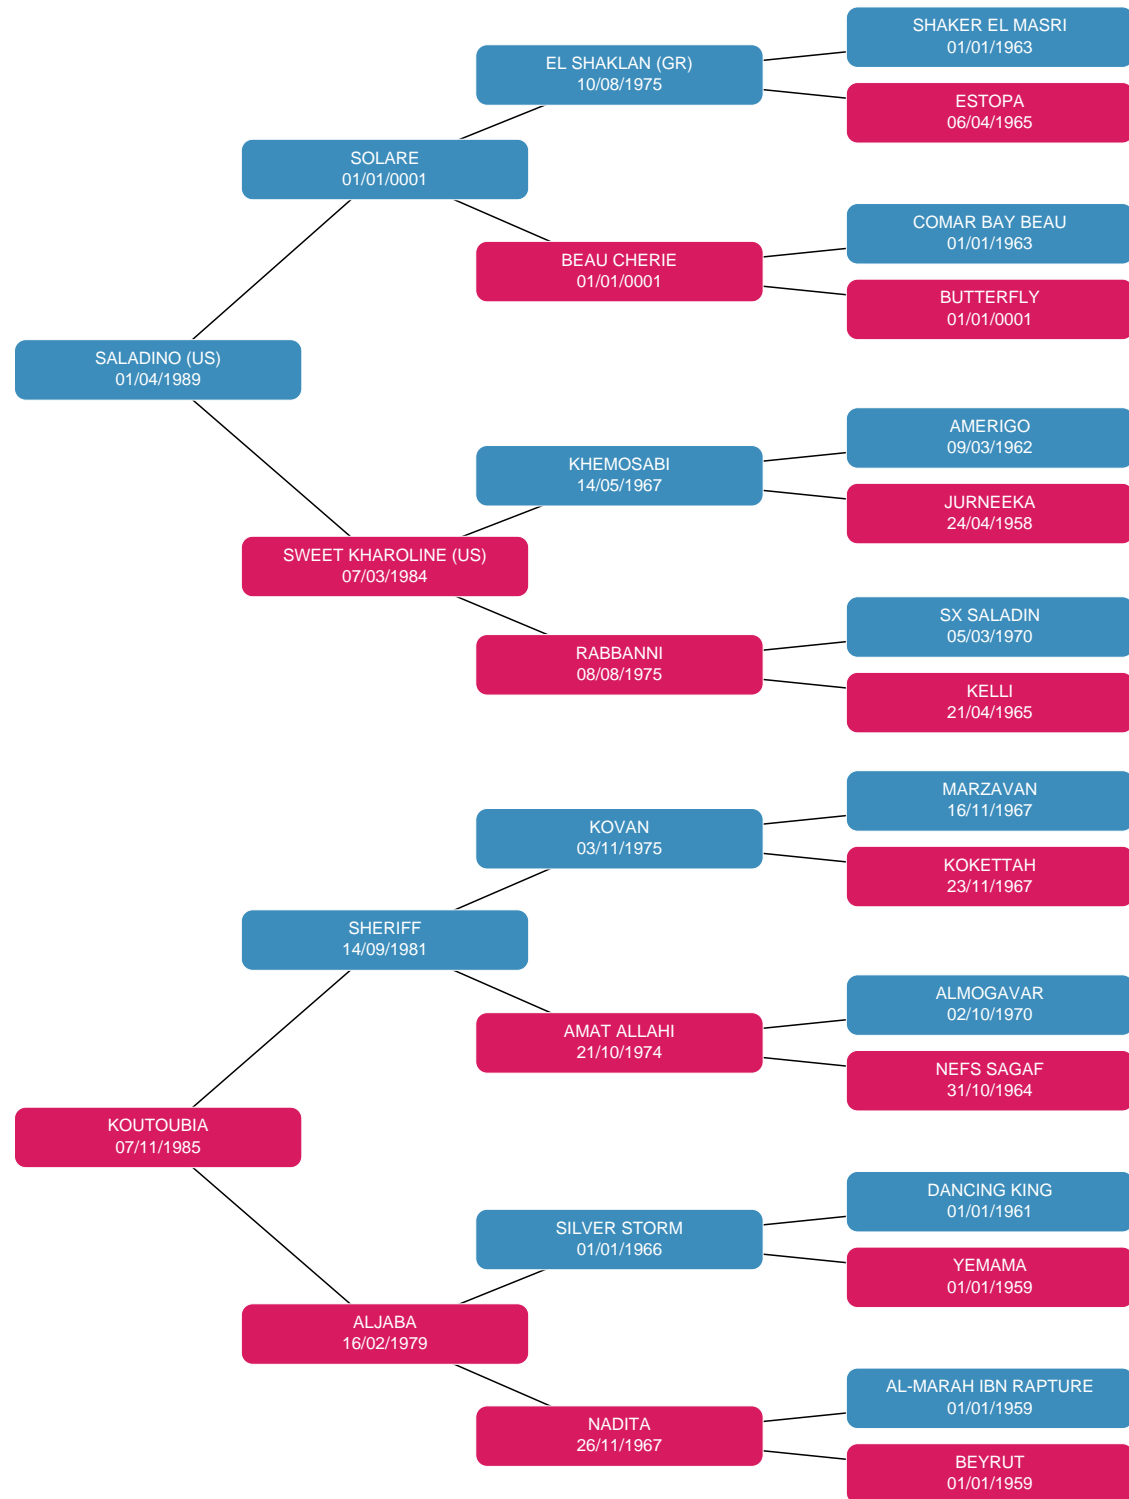 SHAKER EL MASRI
01/01/1963
EL SHAKLAN (GR)
10/08/1975
ESTOPA
06/04/1965
SOLARE
01/01/0001
COMAR BAY BEAU
01/01/1963
BEAU CHERIE
01/01/0001
BUTTERFLY
01/01/0001
SALADINO (US)
01/04/1989
AMERIGO
09/03/1962
KHEMOSABI
14/05/1967
JURNEEKA
24/04/1958
SWEET KHAROLINE (US)
07/03/1984
SX SALADIN
05/03/1970
RABBANNI
08/08/1975
KELLI
21/04/1965
MARZAVAN
16/11/1967
KOVAN
03/11/1975
KOKETTAH
23/11/1967
SHERIFF
14/09/1981
ALMOGAVAR
02/10/1970
AMAT ALLAHI
21/10/1974
NEFS SAGAF
31/10/1964
KOUTOUBIA
07/11/1985
DANCING KING
01/01/1961
SILVER STORM
01/01/1966
YEMAMA
01/01/1959
ALJABA
16/02/1979
AL-MARAH IBN RAPTURE
01/01/1959
NADITA
26/11/1967
BEYRUT
01/01/1959